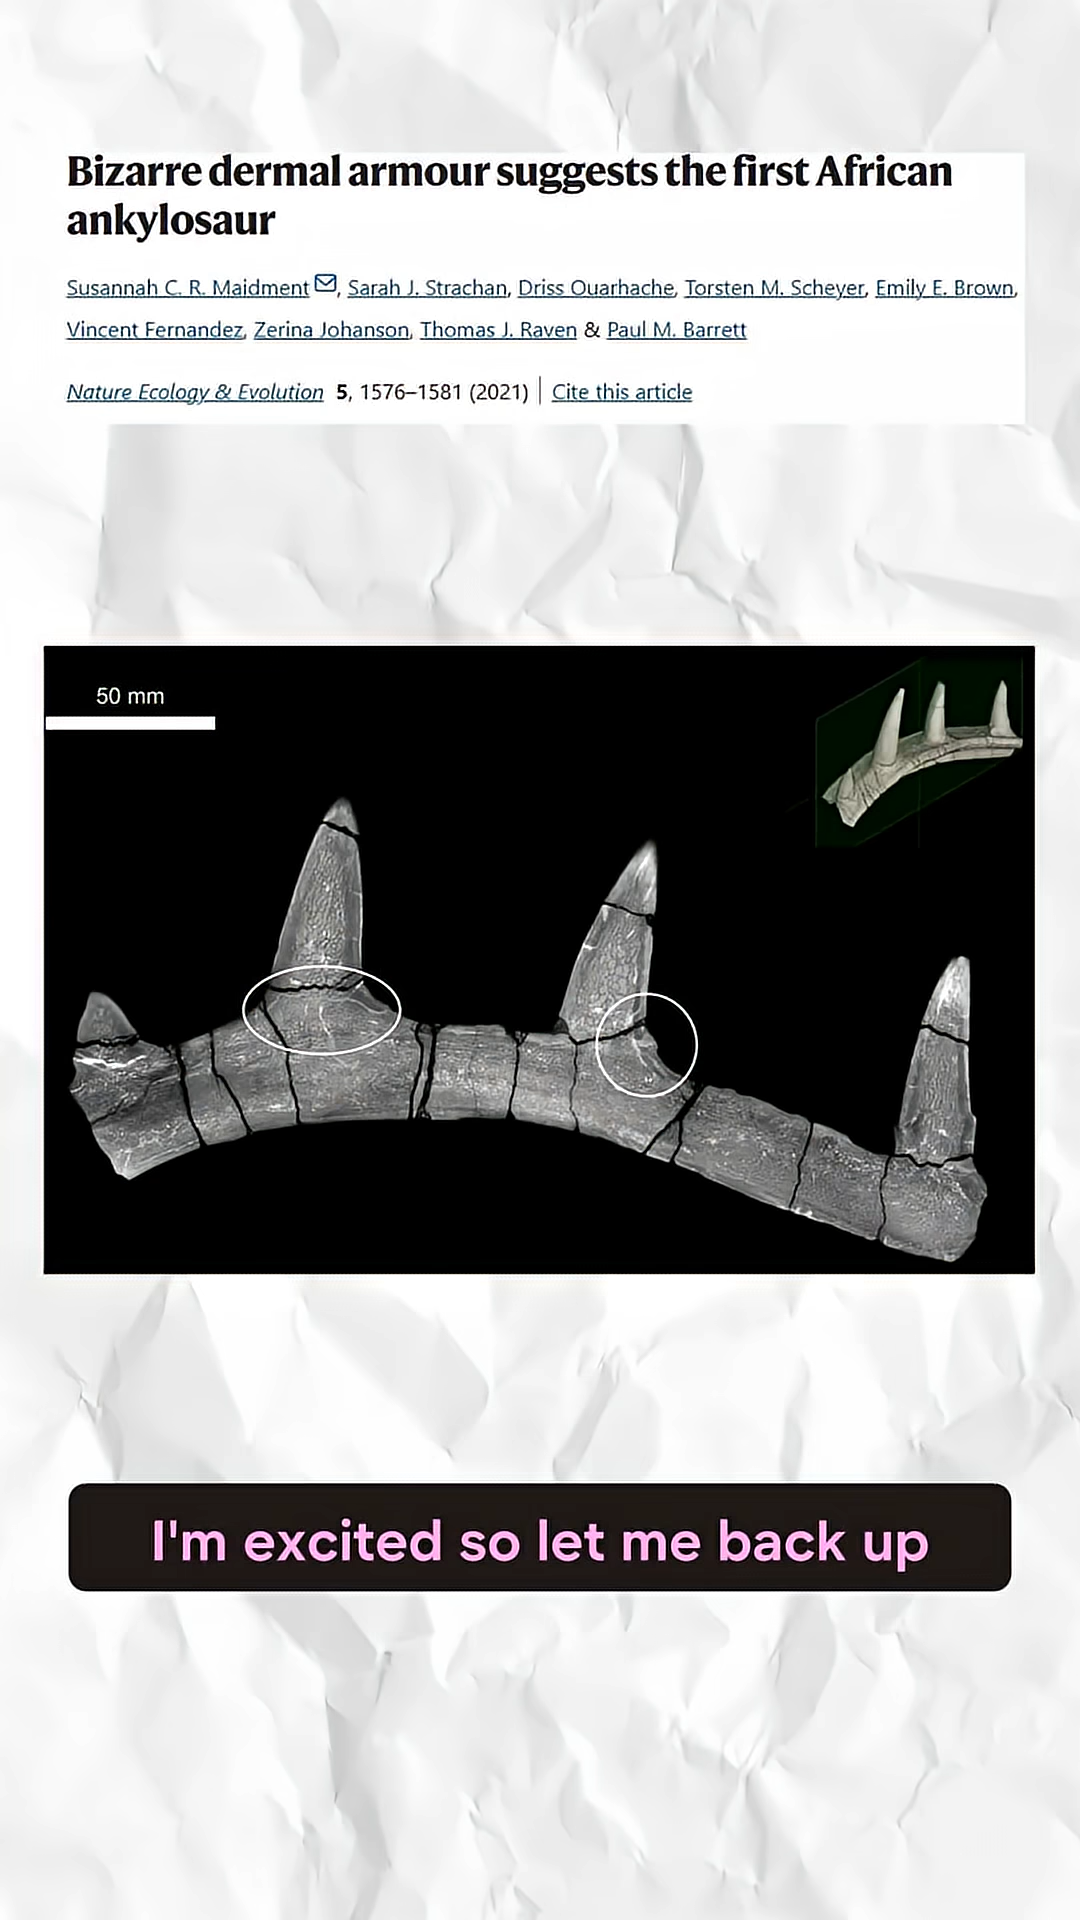 Bizarre dermal armour suggests the first African
ankylosaur
Susannah C. R. Maidment, Sarah J. Strachan, Driss Ouarhache, Torsten M. Scheyer, Emily E. Brown,
Vincent Fernandez, Zerina Johanson, Thomas J. Raven & Paul M. Barrett
Nature Ecology & Evolution 5, 1576–1581 (2021) | Cite this article
50 mm
I'm excited so let me back up